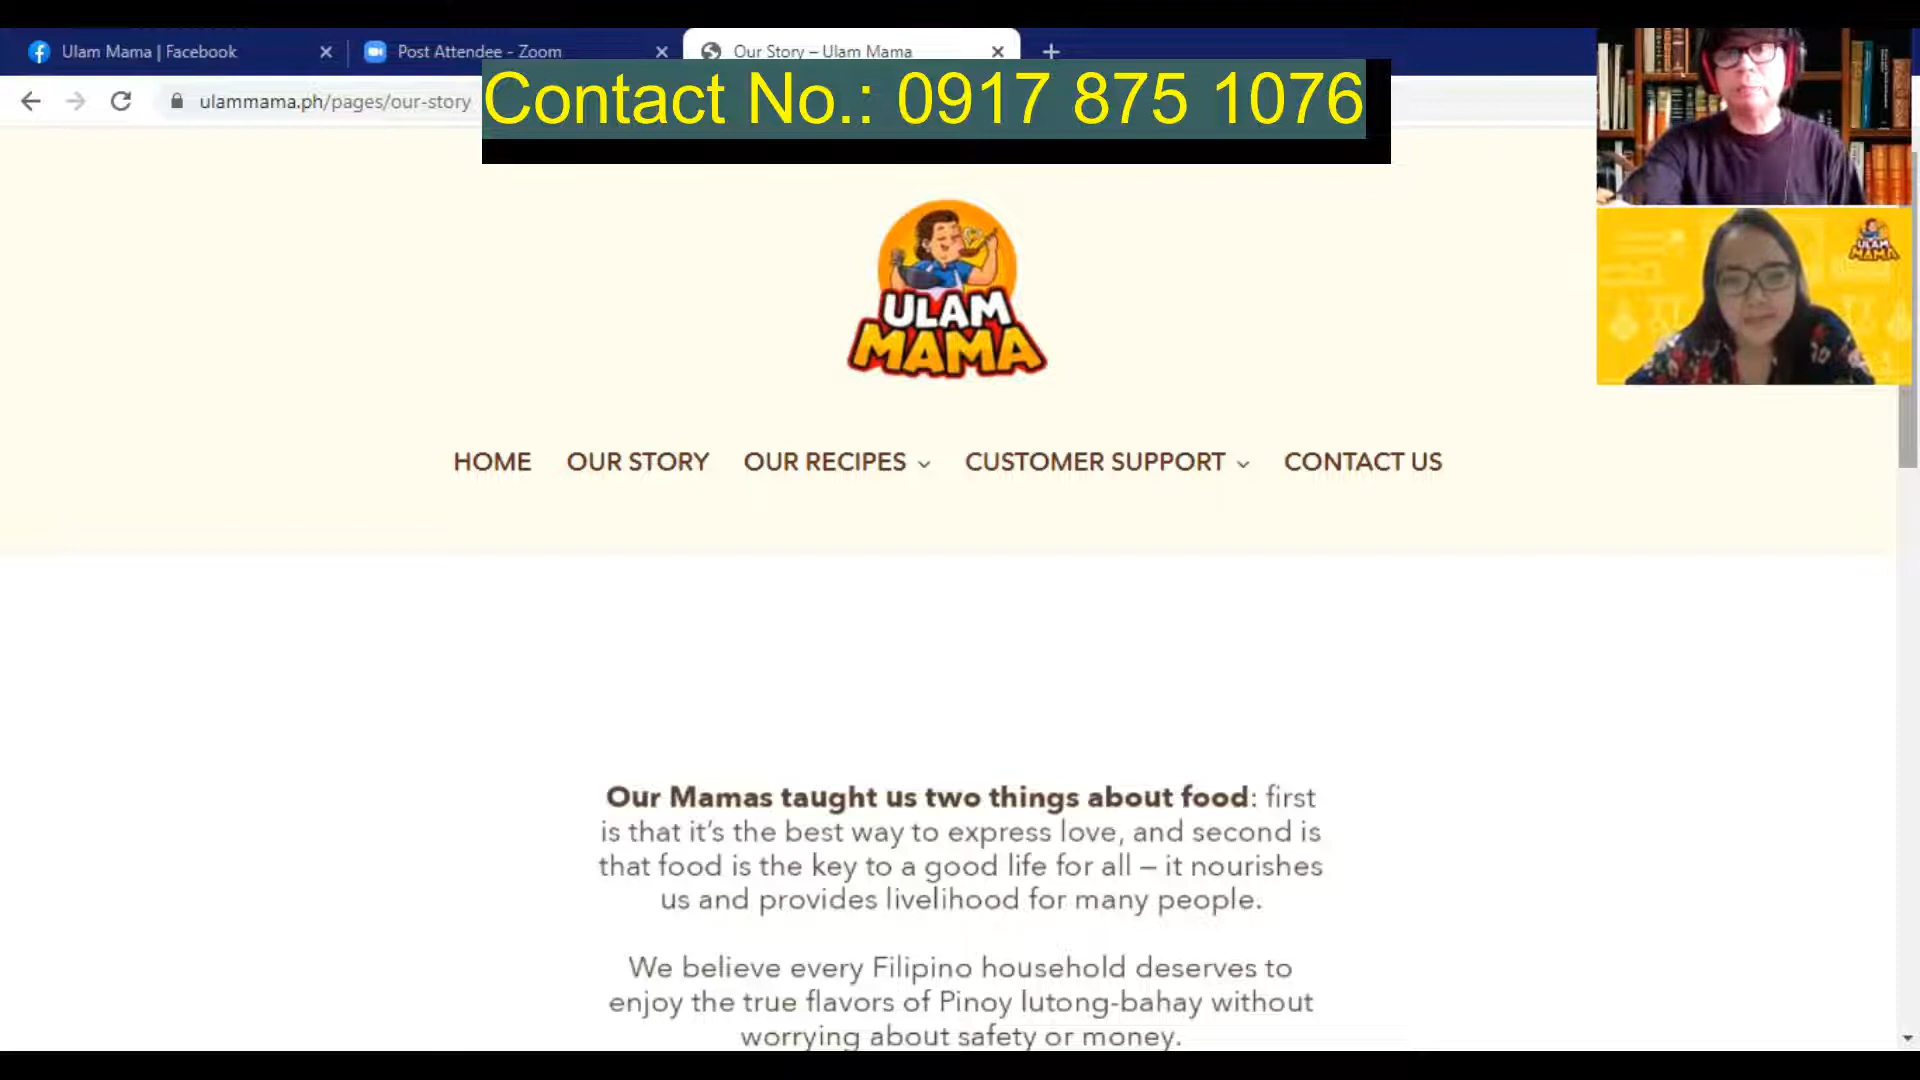 Ulam Mama | Facebook
Post Attendee - Zoom
Our Story – Ulam Mama
ulammama.ph/pages/our-story
Contact No.: 0917 875 1076
ULAM
MAMA
ULAM
MAMA
HOME
OUR STORY
OUR RECIPES
CUSTOMER SUPPORT
CONTACT US
Our Mamas taught us two things about food: first
is that it's the best way to express love, and second is
that food is the key to a good life for all – it nourishes
us and provides livelihood for many people.
We believe every Filipino household deserves to
enjoy the true flavors of Pinoy lutong-bahay without
worrying about safety or money.